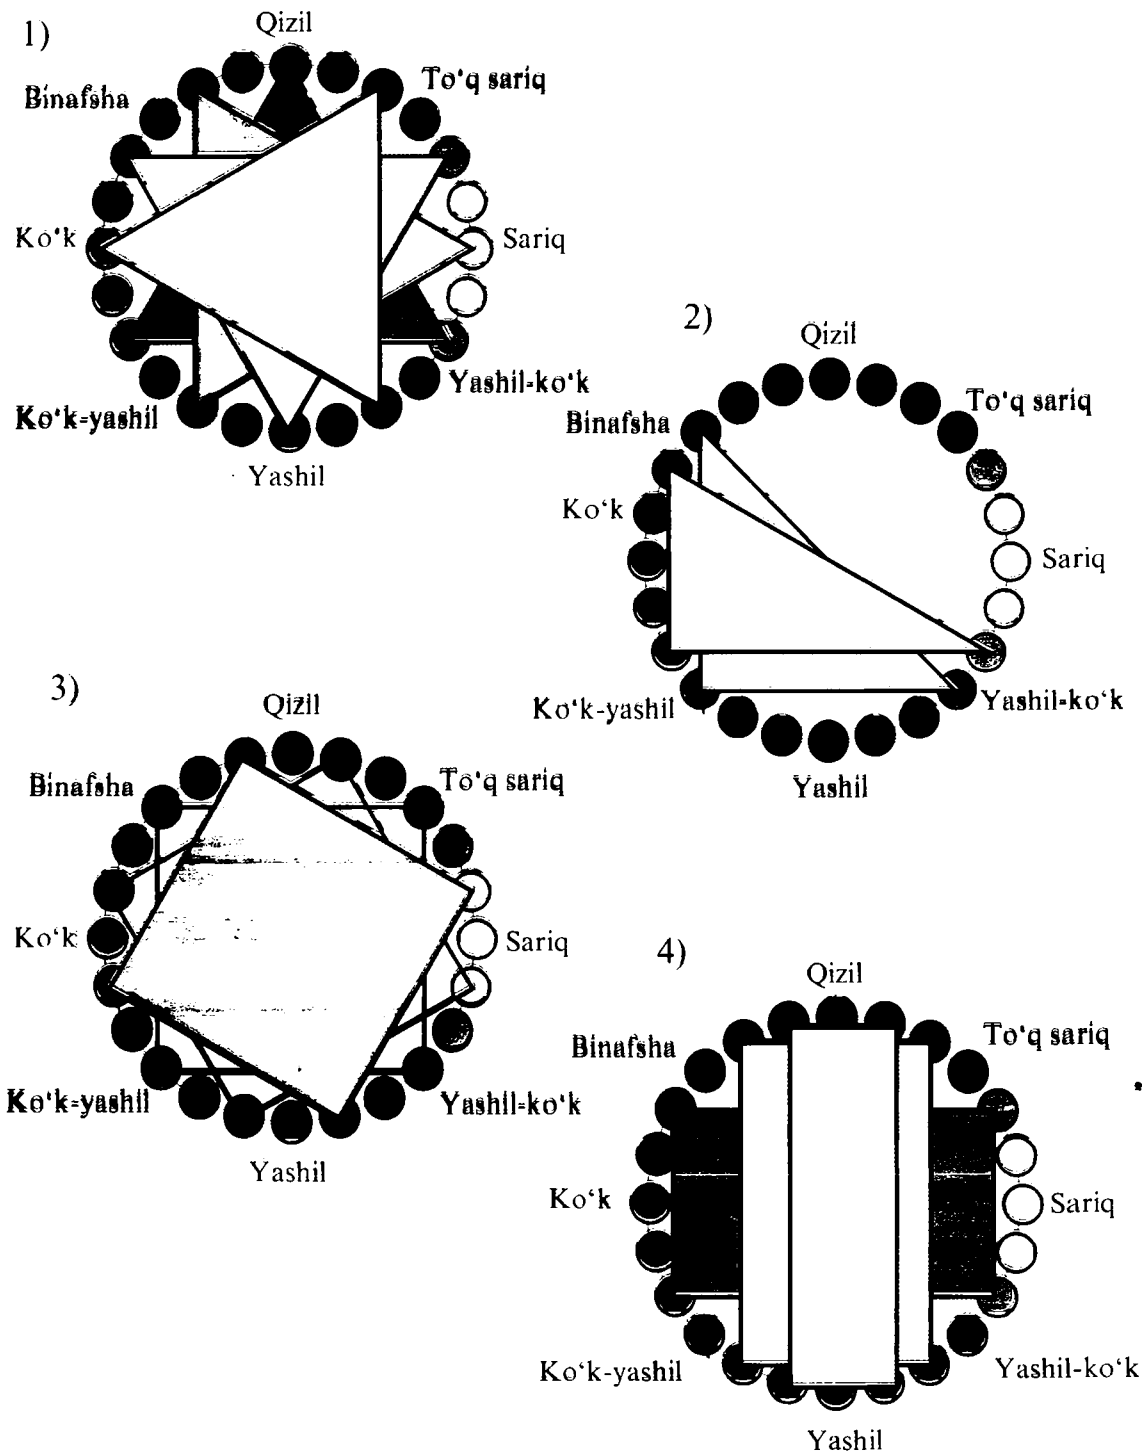 1)
Qizil
Binafsha
To‘q sariq
Ko‘k
Sariq
Ko‘k-yashil
Yashil-ko‘k
Yashil
2)
Qizil
Binafsha
To‘q sariq
Ko‘k
Sariq
Ko‘k-yashil
Yashil-ko‘k
Yashil
3)
Qizil
Binafsha
To‘q sariq
Ko‘k
Sariq
Ko‘k-yashil
Yashil-ko‘k
Yashil
4)
Qizil
Binafsha
To‘q sariq
Ko‘k
Sariq
Ko‘k-yashil
Yashil-ko‘k
Yashil